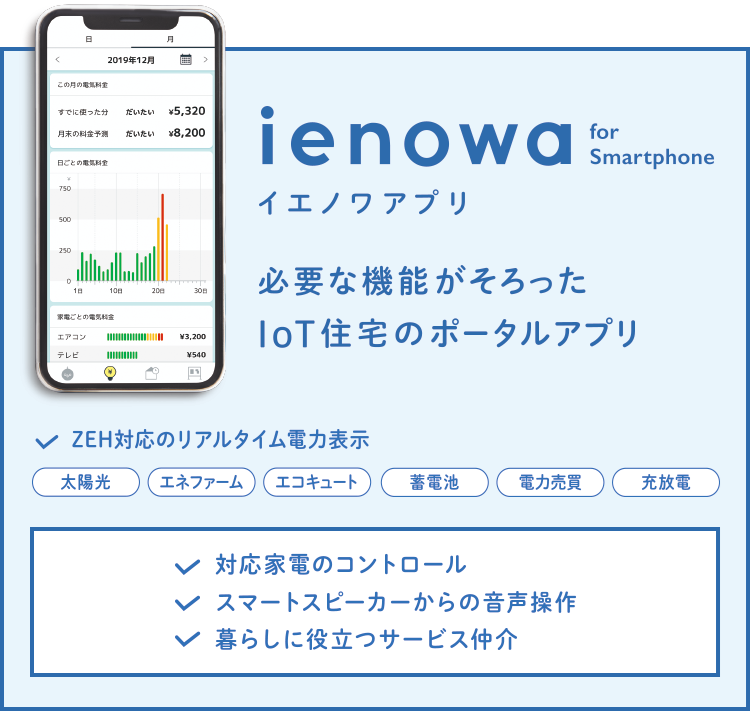 日 月
< 2019年12月 >
この月の電気料金
すでに使った分 だいたい ¥5,320
月末の料金予測 だいたい ¥8,200
日ごとの電気料金
¥
750
500
250
0
1日 10日 20日 30日
家電ごとの電気料金
エアコン ¥3,200
テレビ ¥540
ienowa for
Smartphone
イエノワアプリ
必要な機能がそろった
IoT住宅のポータルアプリ
ZEH対応のリアルタイム電力表示
太陽光 エネファーム エコキュート 蓄電池 電力売買 充放電
対応家電のコントロール
スマートスピーカーからの音声操作
暮らしに役立つサービス仲介